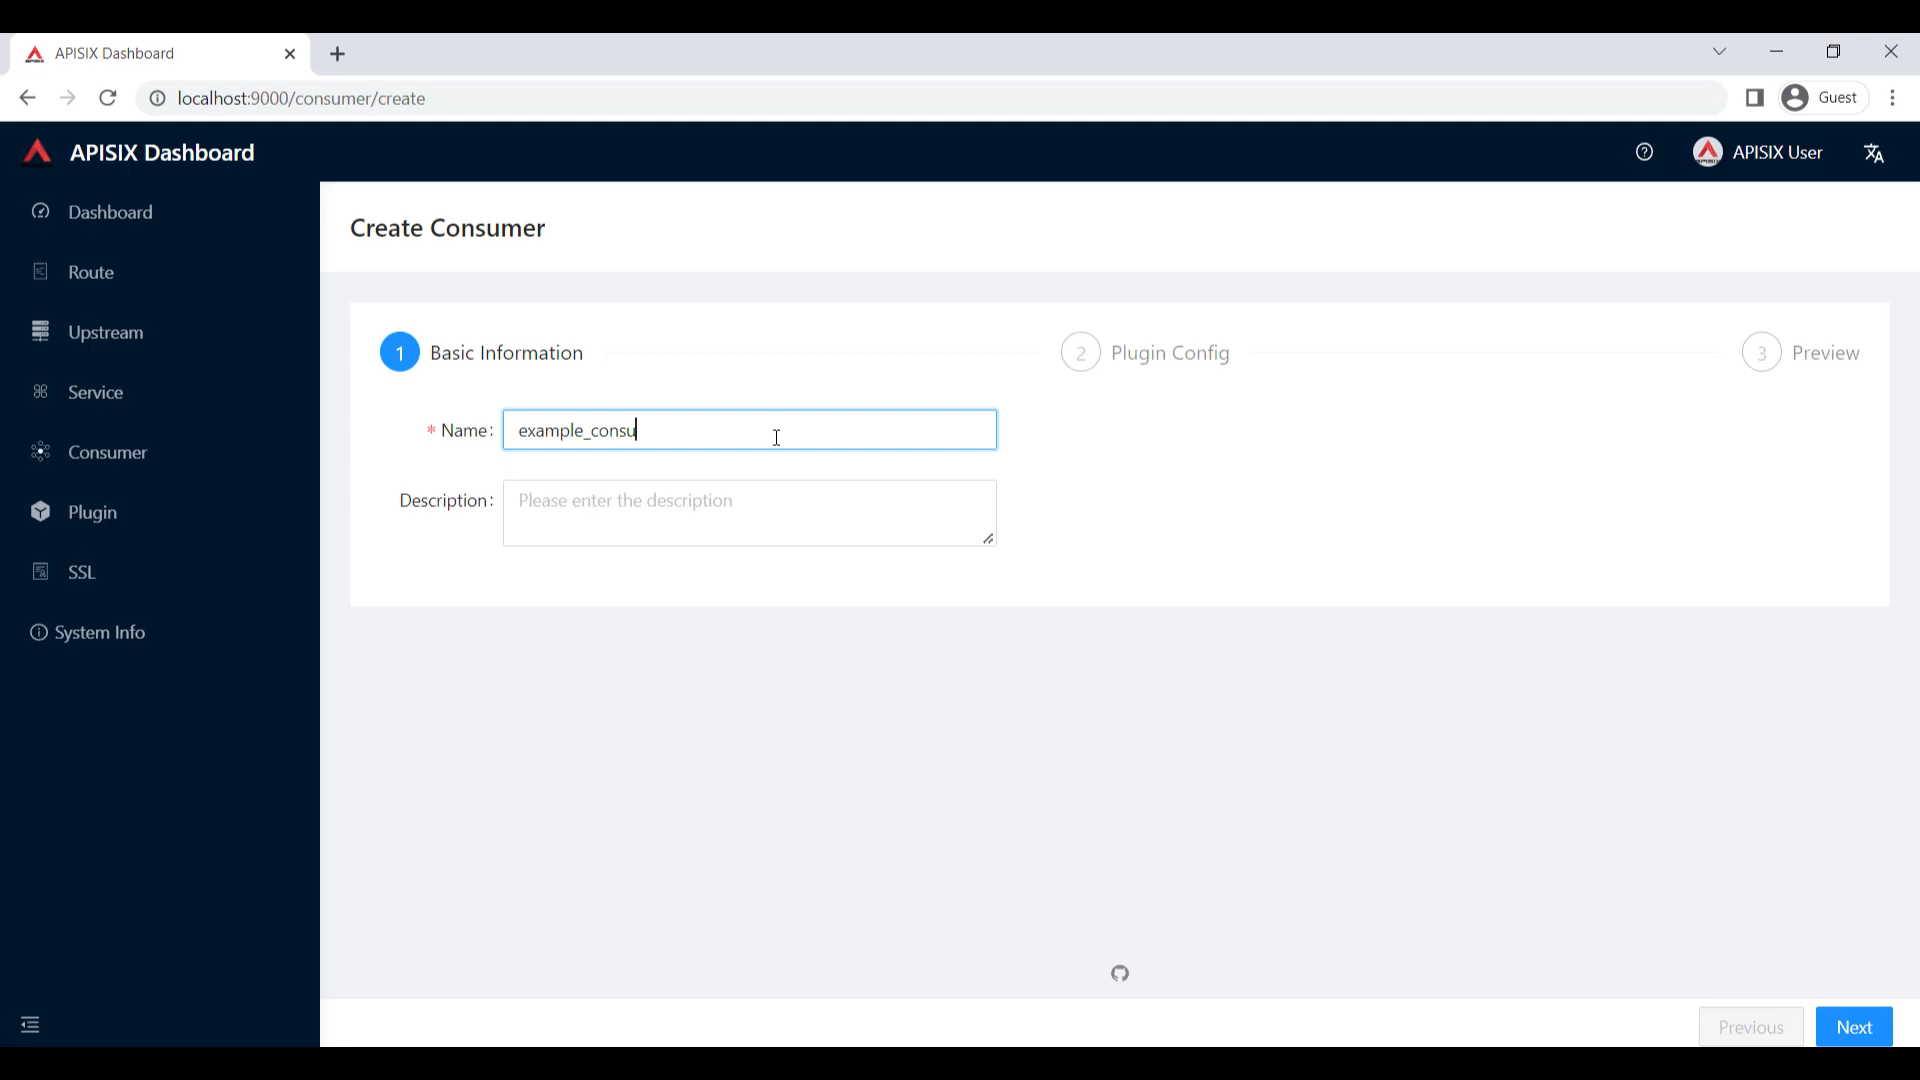 APISIX Dashboard
localhost:9000/consumer/create
Guest
APISIX Dashboard
APISIX User
Dashboard
Route
Upstream
Service
Consumer
Plugin
SSL
System Info
Create Consumer
1 Basic Information
2 Plugin Config
3 Preview
* Name: example_consu
Description: Please enter the description
Previous
Next